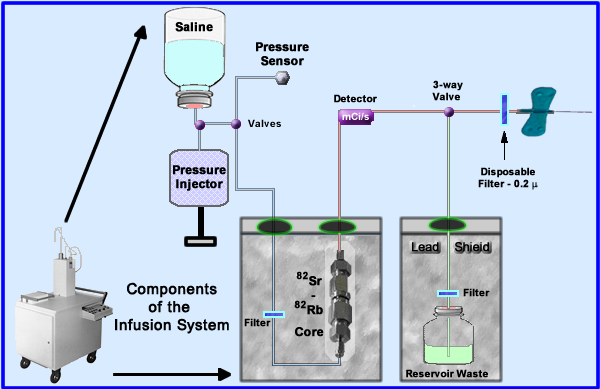 Saline
Pressure
Sensor
Valves
Pressure
Injector
Detector
mCi/s
3-way
Valve
Disposable
Filter - 0.2 μ
Components
of the
Infusion System
Filter
82Sr
-
82Rb
Core
Lead Shield
Filter
Reservoir Waste